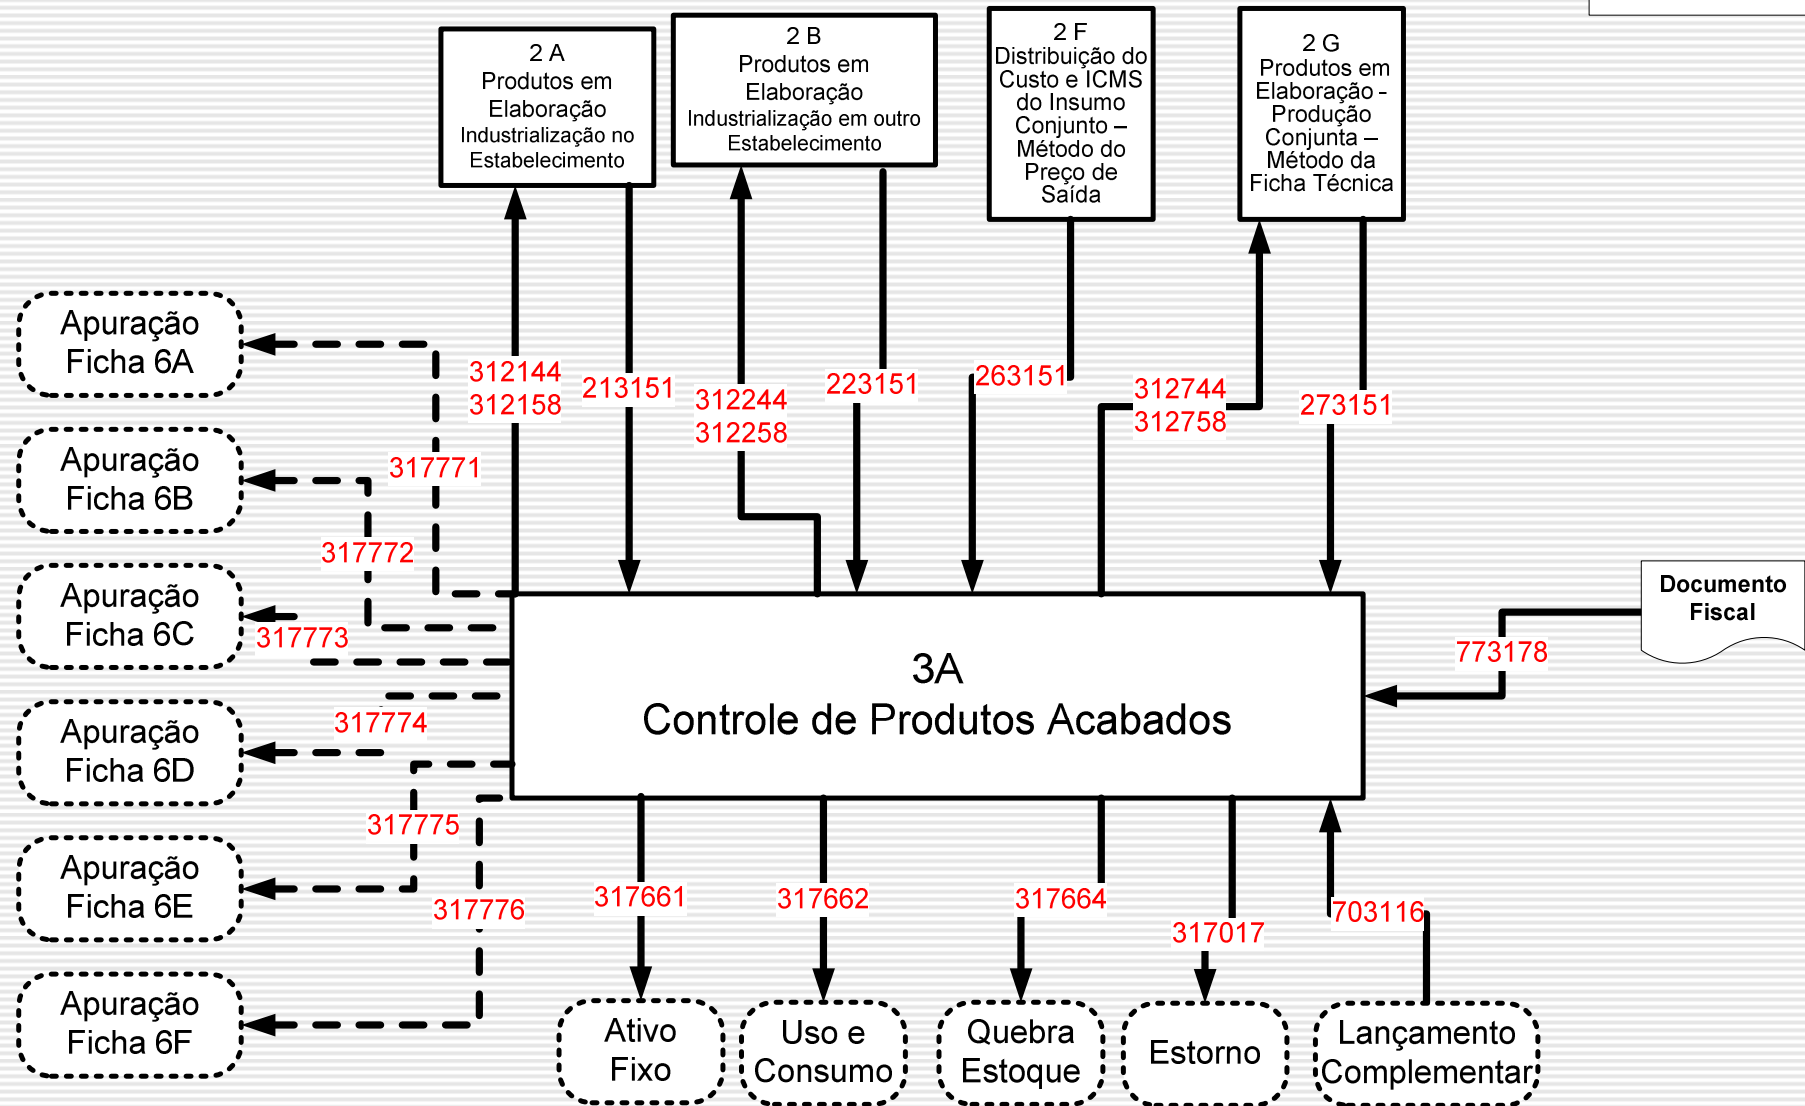 2 A
Produtos em
Elaboração
Industrialização no
Estabelecimento
2 B
Produtos em
Elaboração
Industrialização em outro
Estabelecimento
2 F
Distribuição do
Custo e ICMS
do Insumo
Conjunto –
Método do
Preço de
Saída
2 G
Produtos em
Elaboração -
Produção
Conjunta –
Método da
Ficha Técnica
Apuração
Ficha 6A
Apuração
Ficha 6B
Apuração
Ficha 6C
Apuração
Ficha 6D
Apuração
Ficha 6E
Apuração
Ficha 6F
312144
312158
213151
312244
312258
223151
263151
312744
312758
273151
317771
317772
317773
317774
317775
317776
3A
Controle de Produtos Acabados
Documento
Fiscal
773178
317661
317662
317664
317017
703116
Ativo
Fixo
Uso e
Consumo
Quebra
Estoque
Estorno
Lançamento
Complementar